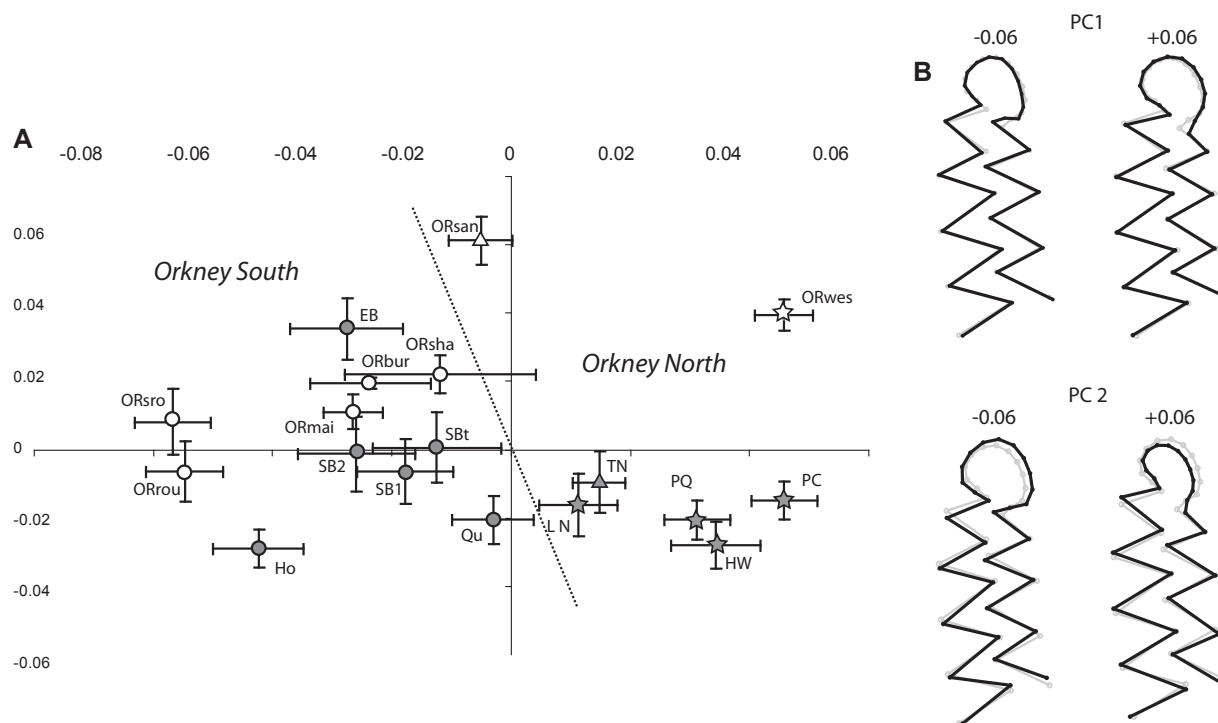 PC1
-0.06 +0.06
B
A
-0.08 -0.06 -0.04 -0.02 0 0.02 0.04 0.06
ORsan
0.06
Orkney South
ORwes
0.04
EB
ORsha
Orkney North
ORbur
PC 2
0.02
-0.06 +0.06
ORsro
ORmai
SBt
0
SB2
TN
ORrou
SB1
PQ
PC
-0.02
Qu
L N
Ho
HW
-0.04
-0.06